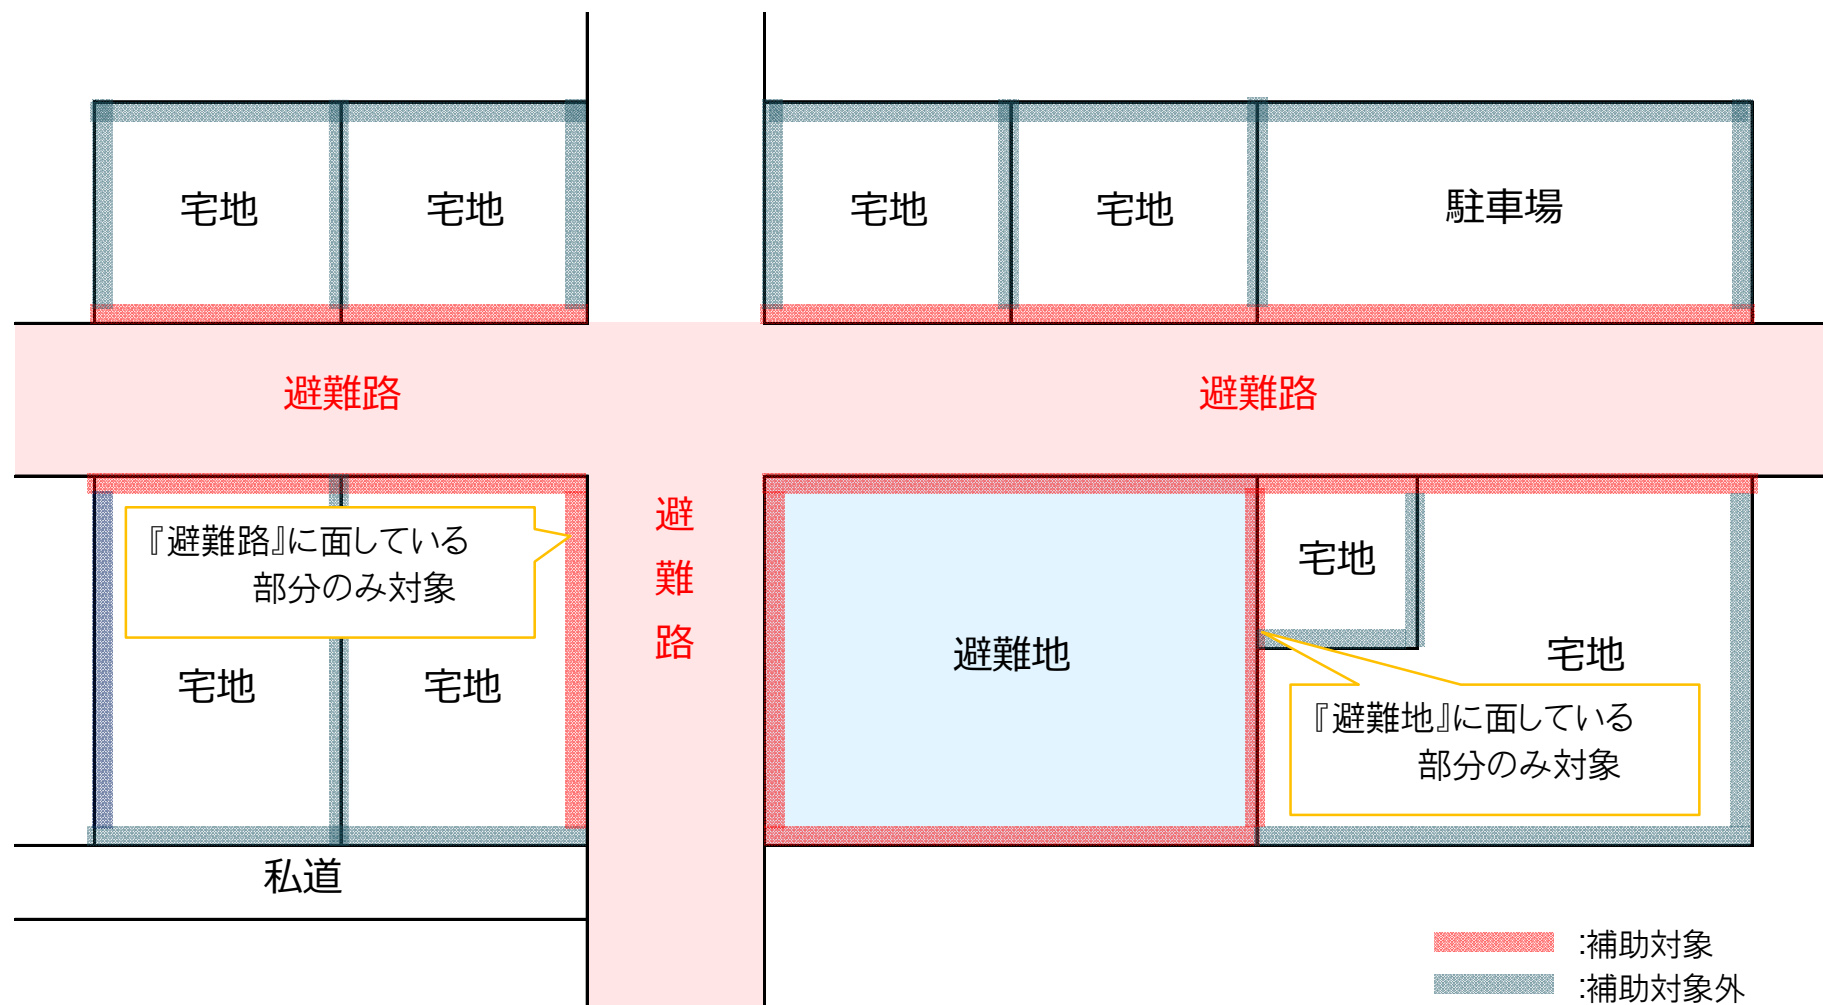 宅地
宅地
宅地
宅地
駐車場
避難路
避難路
『避難路』に面している
部分のみ対象
避難路
宅地
宅地
宅地
避難地
宅地
『避難地』に面している
部分のみ対象
私道
:補助対象
:補助対象外